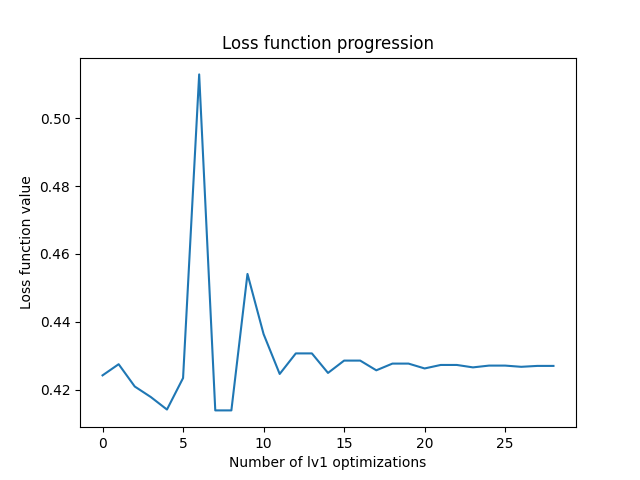 Loss function progression
0.50
0.48
0.46
0.44
0.42
Loss function value
0 5 10 15 20 25
Number of lv1 optimizations